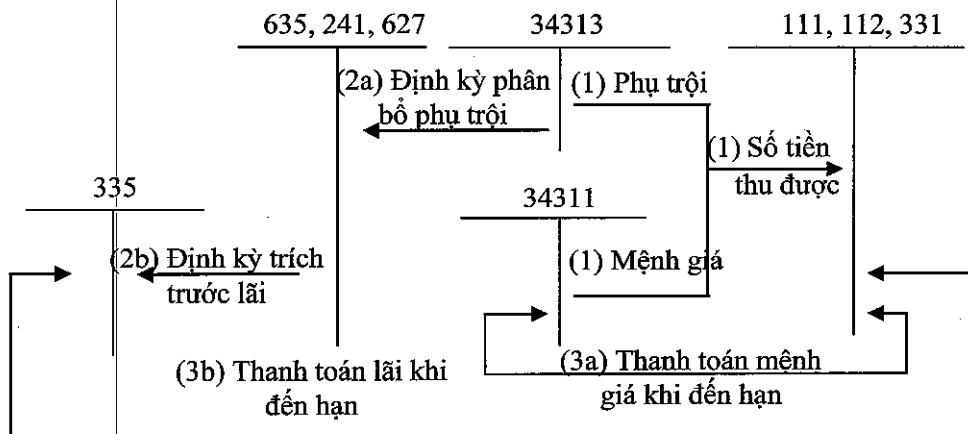 635, 241, 627
34313
111, 112, 331
(2a) Định kỳ phân
bổ phụ trội
(1) Phụ trội
(1) Số tiền
thu được
335
34311
(2b) Định kỳ trích
trước lãi
(1) Mệnh giá
(3b) Thanh toán lãi khi
đến hạn
(3a) Thanh toán mệnh
giá khi đến hạn